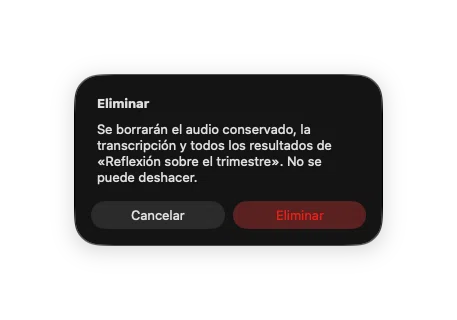 Eliminar
Se borrarán el audio conservado, la
transcripción y todos los resultados de
«Reflexión sobre el trimestre». No se
puede deshacer.
Cancelar
Eliminar